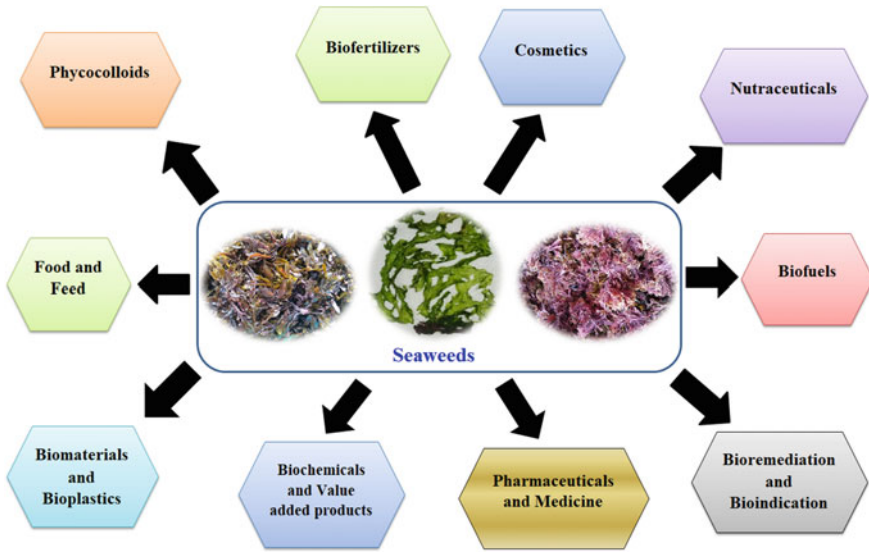 Biofertilizers
Cosmetics
Phycocolloids
Nutraceuticals
Food and
Feed
Biofuels
Seaweeds
Biomaterials
and
Bioplastics
Biochemicals
and Value
added products
Pharmaceuticals
and Medicine
Bioremediation
and
Bioindication